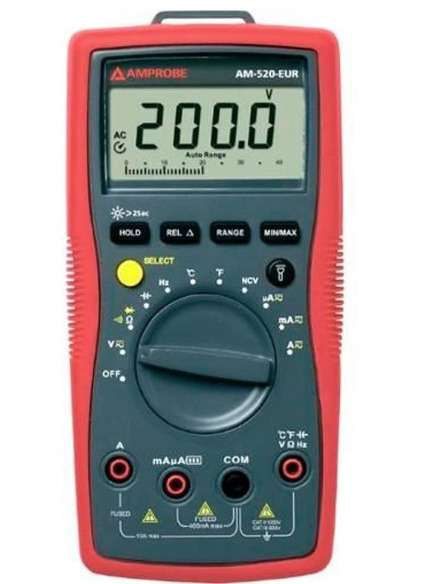 AMPROBE AM-520-EUR
V
AC 200.0
Auto Range
0 10 20 30 40
>2Sec
HOLD REL Δ RANGE MIN/MAX
SELECT
Hz °C °F NCV
µA
Ω mA
V A
OFF
A mAµA COM °C°F
V Ω Hz
FUSED FUSED CAT II 1000V
400mA max CAT III 600V
10A max